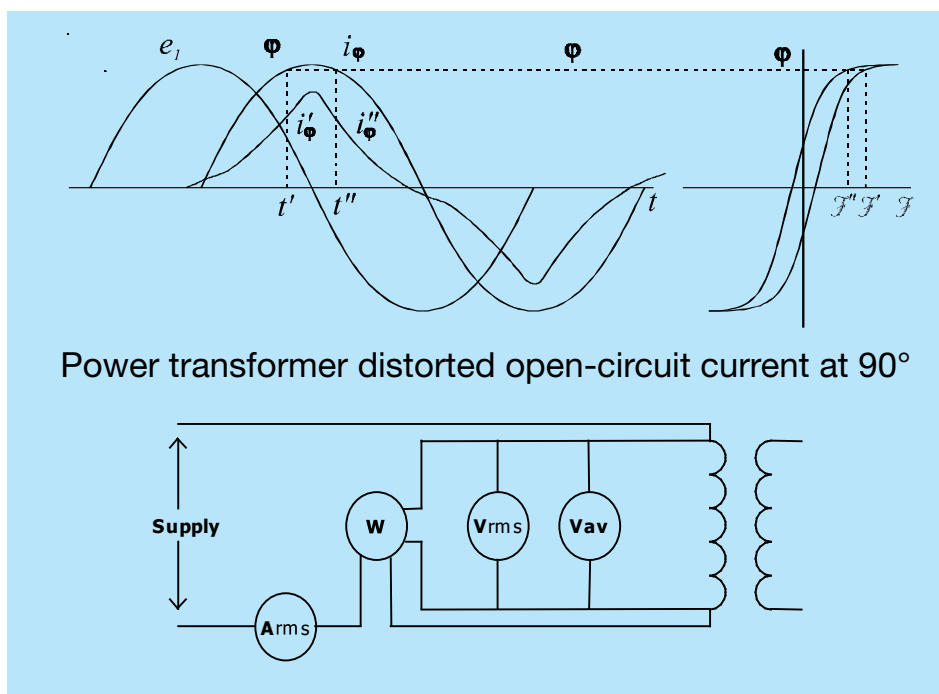 e₁ φ iφ φ φ
i'φ i''φ
t' t'' t ℱ'' ℱ' ℱ
Power transformer distorted open-circuit current at 90°
Supply W Vrms Vav
Arms